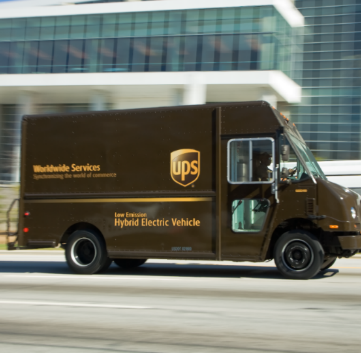 Worldwide Services
Synchronizing the world of commerce
ups
Low Emission
Hybrid Electric Vehicle